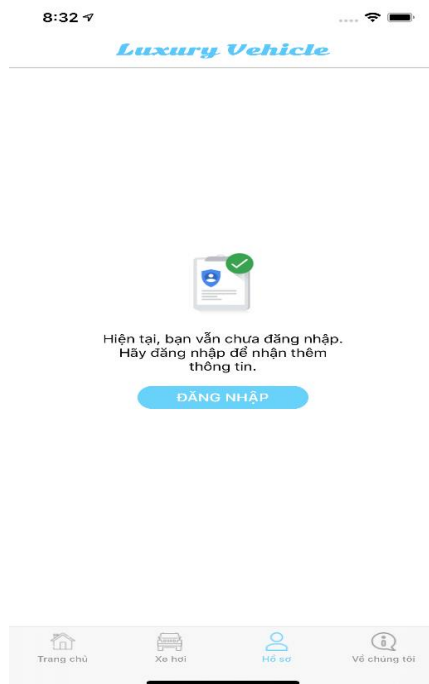 8:32
Luxury Vehicle
Hiện tại, bạn vẫn chưa đăng nhập.
Hãy đăng nhập để nhận thêm
thông tin.
ĐĂNG NHẬP
Trang chủ Xe hơi Hồ sơ Về chúng tôi